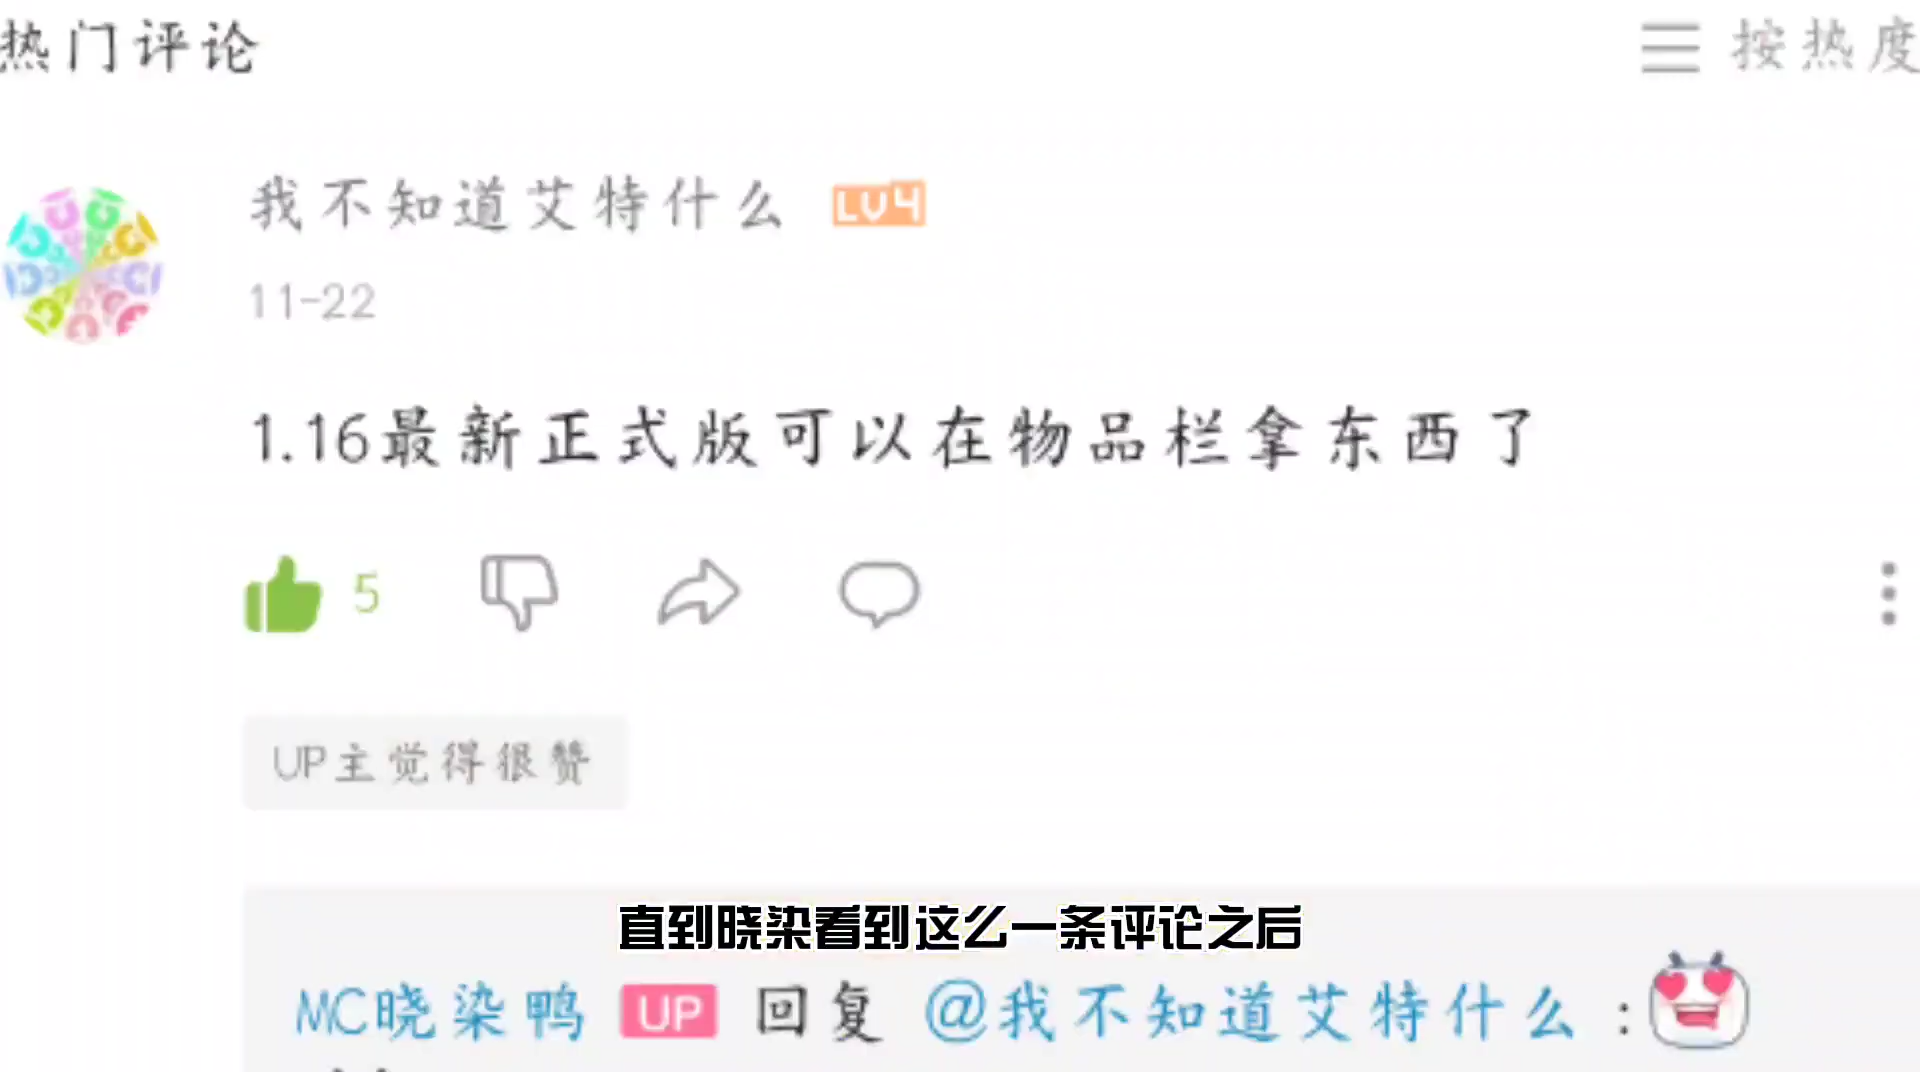 热门评论 按热度
我不知道艾特什么 LV4
11-22
1.16最新正式版可以在物品栏拿东西了
5
UP主觉得很赞
直到晓染看到这么一条评论之后
MC晓染鸭 UP 回复 @我不知道艾特什么 :